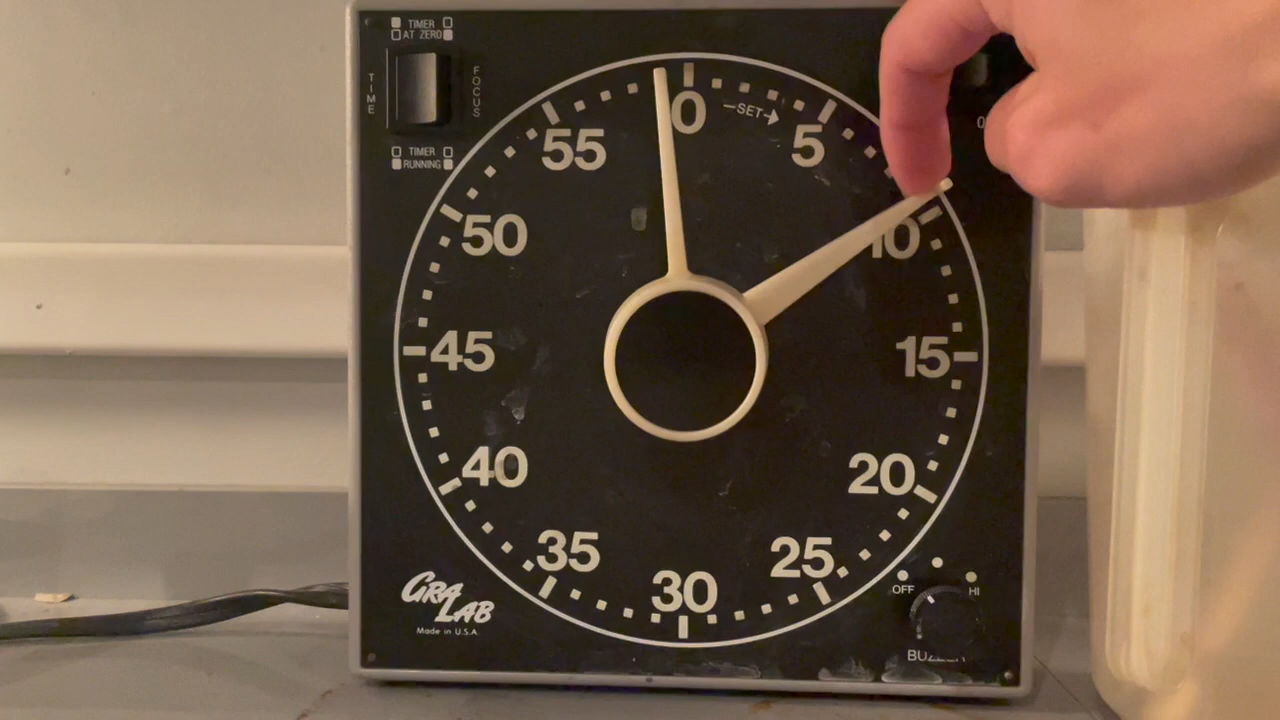 TIMER
AT ZERO
TIME
FOCUS
TIMER
RUNNING
0
SET
5
10
15
20
25
30
35
40
45
50
55
GRALAB
Made in U.S.A.
OFF
HI